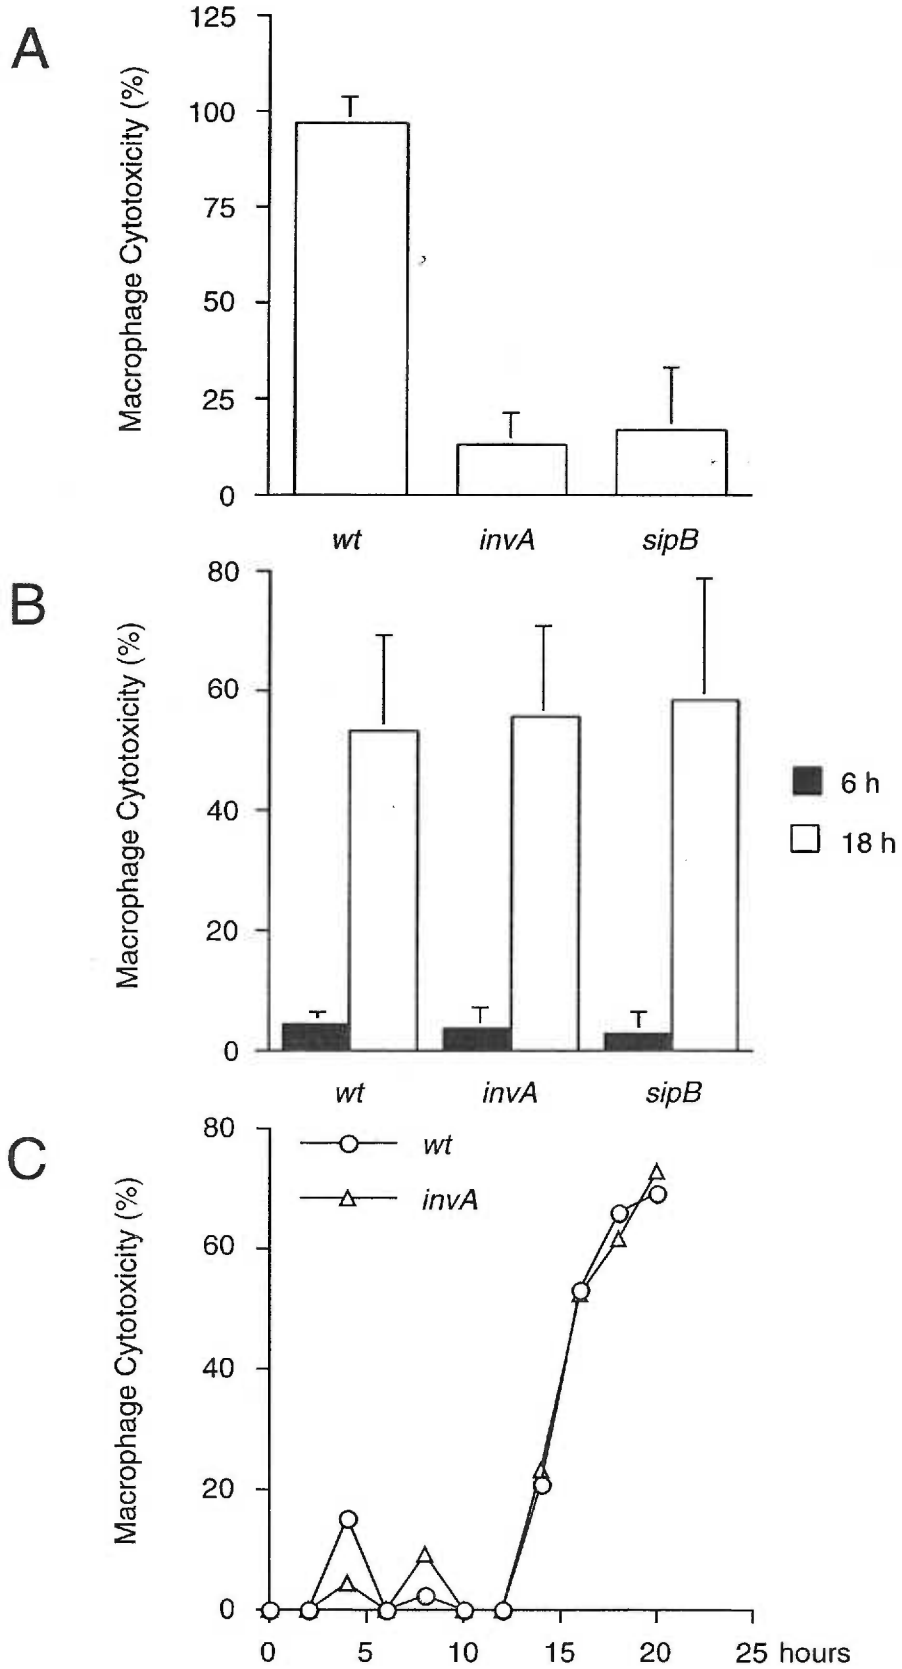 A
Macrophage Cytotoxicity (%)
125
100
75
50
25
0
wt invA sipB
B
Macrophage Cytotoxicity (%)
80
60
40
20
0
6 h
18 h
wt invA sipB
C
Macrophage Cytotoxicity (%)
80
60
40
20
0
wt
invA
0 5 10 15 20 25 hours